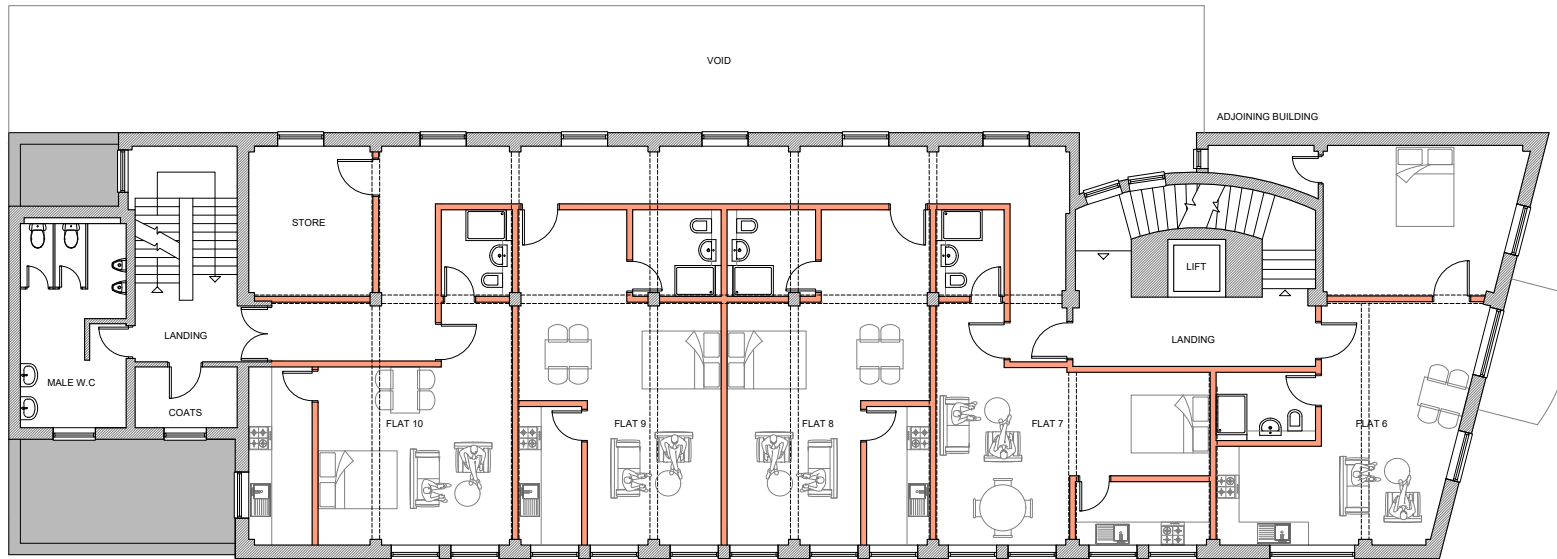 VOID
ADJOINING BUILDING
STORE
LIFT
LANDING
LANDING
MALE W.C
COATS
FLAT 10
FLAT 9
FLAT 8
FLAT 7
FLAT 6